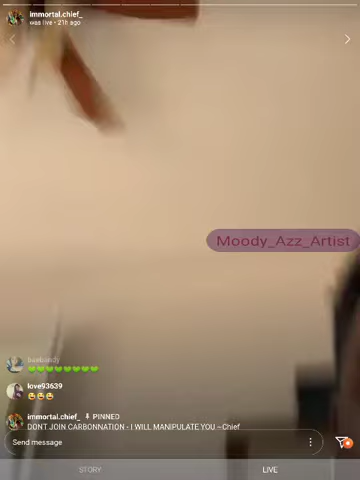 immortal.chief_
was live • 21h ago
Moody_Azz_Artist
love93639
immortal.chief_ PINNED
DONT JOIN CARBONNATION - I WILL MANIPULATE YOU ~Chief
Send message
STORY
LIVE